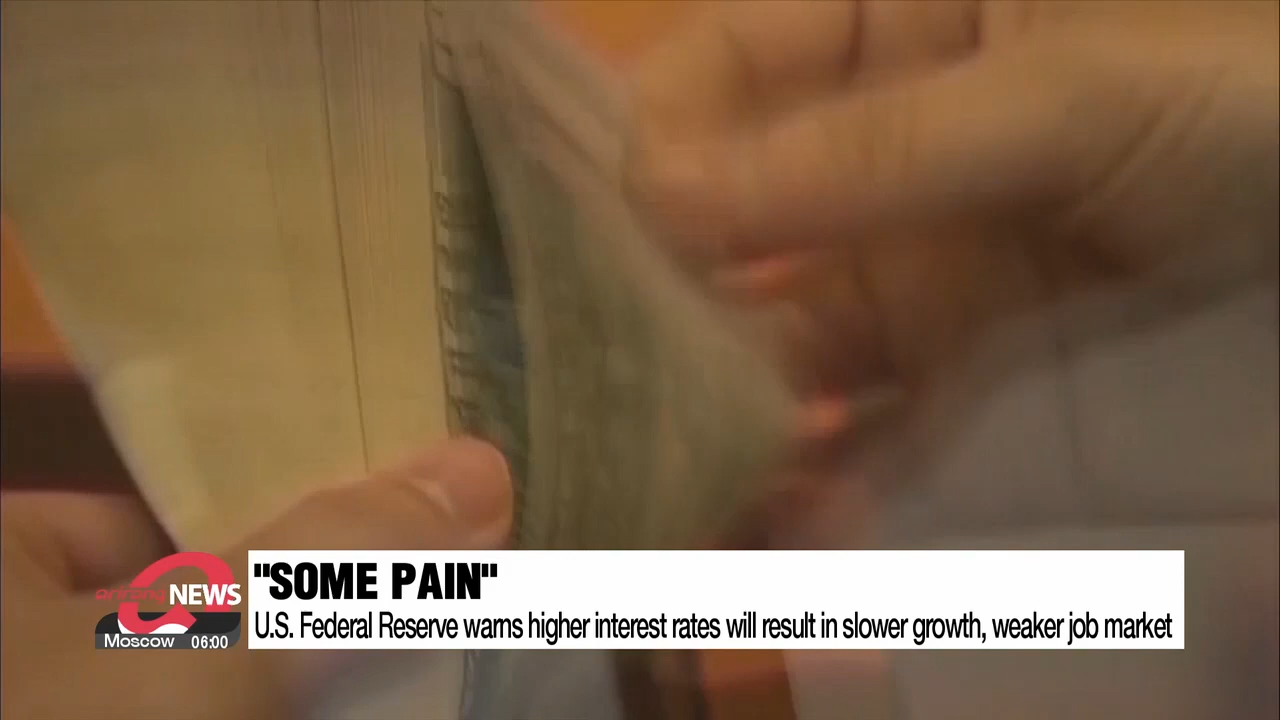 "SOME PAIN"
U.S. Federal Reserve warns higher interest rates will result in slower growth, weaker job market
arirang NEWS
Moscow 06:00